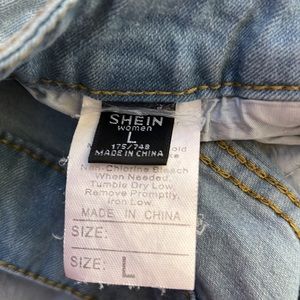 SHEIN
women
L
175/74B
MADE IN CHINA
Non-Chlorine Bleach
When Needed,
Tumble Dry Low,
Remove Promptly,
Iron Low
MADE IN CHINA
SIZE:
SIZE: L